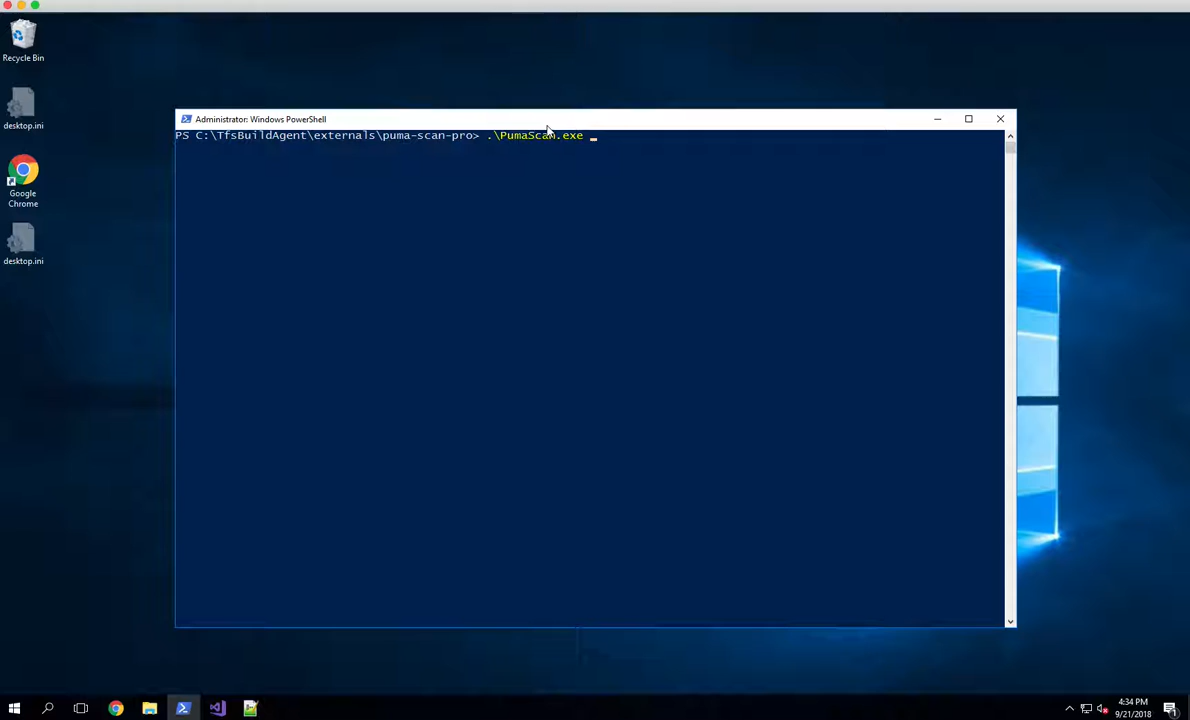 Recycle Bin
desktop.ini
Google
Chrome
desktop.ini
Administrator: Windows PowerShell
PS C:\TfsBuildAgent\externals\puma-scan-pro> .\PumaScan.exe _
4:34 PM
9/21/2018
1